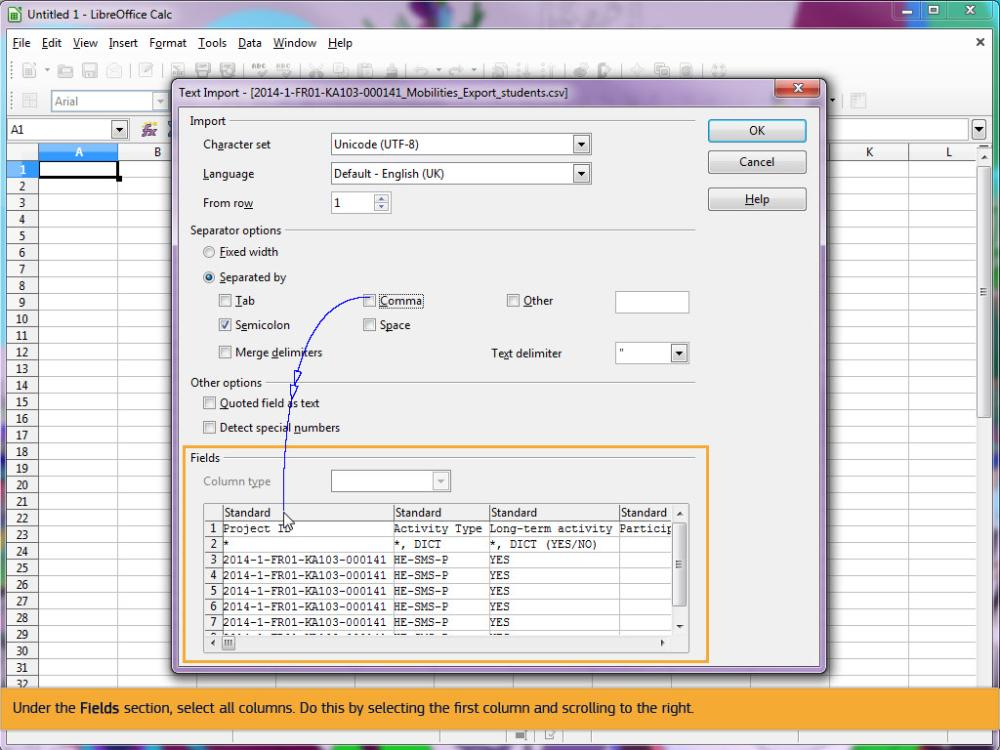 Untitled 1 - LibreOffice Calc
File Edit View Insert Format Tools Data Window Help
Arial
A1
A B K L
1
2
3
4
5
6
7
8
9
10
11
12
13
14
15
16
17
18
19
20
21
22
23
24
25
26
27
28
29
30
31
32
Text Import - [2014-1-FR01-KA103-000141_Mobilities_Export_students.csv]
Import
Character set Unicode (UTF-8)
Language Default - English (UK)
From row 1
OK
Cancel
Help
Separator options
Fixed width
Separated by
Tab Comma Other
Semicolon Space
Merge delimiters Text delimiter "
Other options
Quoted field as text
Detect special numbers
Fields
Column type
Standard Standard Standard Standard
1 Project ID Activity Type Long-term activity Particip
2 * *, DICT *, DICT (YES/NO)
3 2014-1-FR01-KA103-000141 HE-SMS-P YES
4 2014-1-FR01-KA103-000141 HE-SMS-P YES
5 2014-1-FR01-KA103-000141 HE-SMS-P YES
6 2014-1-FR01-KA103-000141 HE-SMS-P YES
7 2014-1-FR01-KA103-000141 HE-SMS-P YES
Under the Fields section, select all columns. Do this by selecting the first column and scrolling to the right.